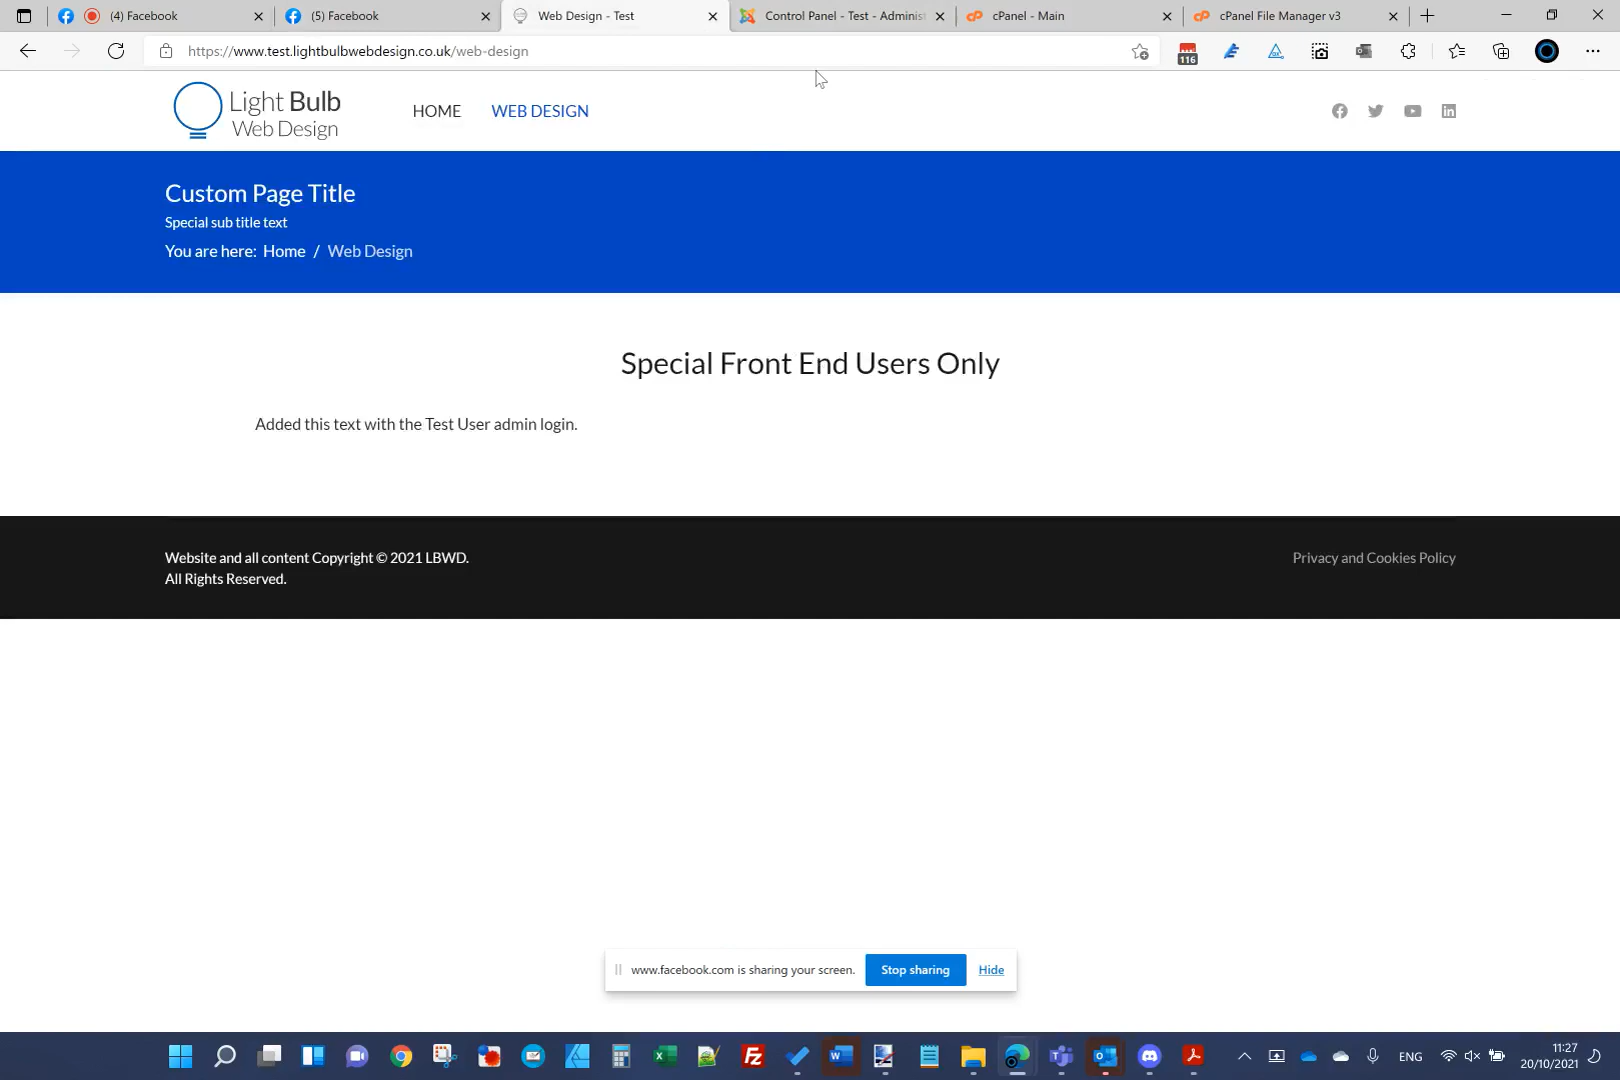 (4) Facebook
(5) Facebook
Web Design - Test
Control Panel - Test - Adminis
cPanel - Main
cPanel File Manager v3
https://www.test.lightbulbwebdesign.co.uk/web-design
116
Light Bulb
Web Design
HOME
WEB DESIGN
Custom Page Title
Special sub title text
You are here: Home / Web Design
Special Front End Users Only
Added this text with the Test User admin login.
Website and all content Copyright © 2021 LBWD.
All Rights Reserved.
Privacy and Cookies Policy
www.facebook.com is sharing your screen.
Stop sharing
Hide
ENG
11:27
20/10/2021